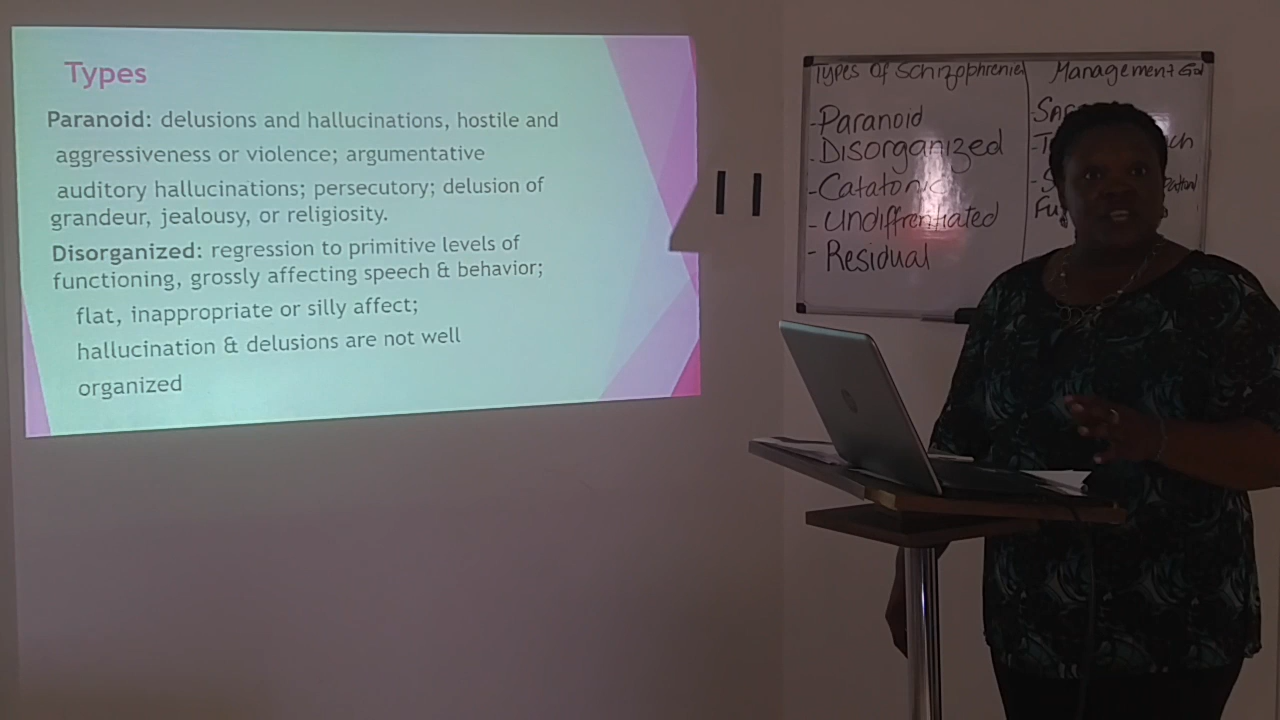 Types
Paranoid: delusions and hallucinations, hostile and
aggressiveness or violence; argumentative
auditory hallucinations; persecutory; delusion of
grandeur, jealousy, or religiosity.
Disorganized: regression to primitive levels of
functioning, grossly affecting speech & behavior;
flat, inappropriate or silly affect;
hallucination & delusions are not well
organized
Types Of Schizophrenia
- Paranoid
- Disorganized
- Catatonic
- Undiffrentiated
- Residual
Management